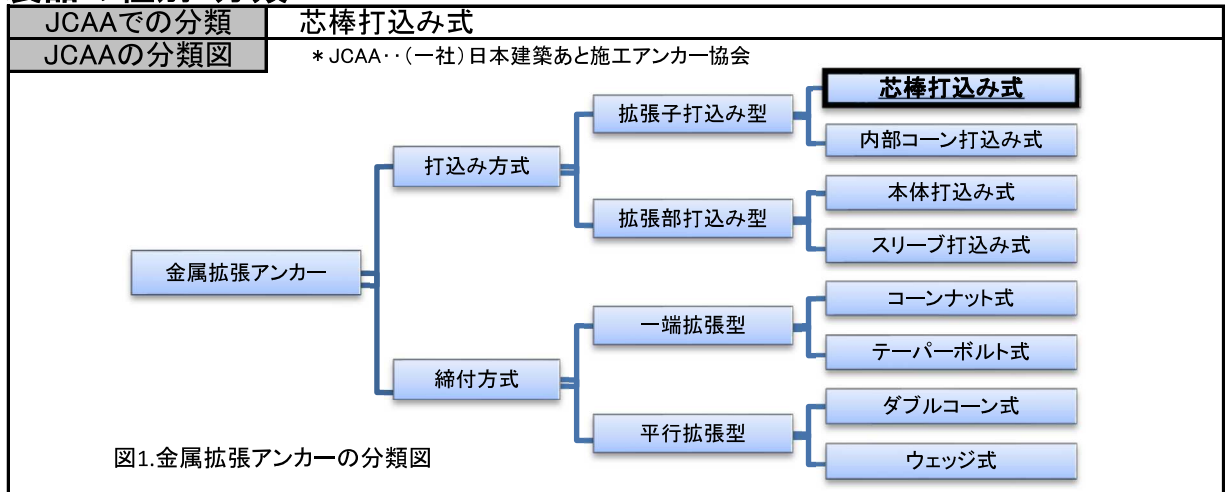 JCAAでの分類 芯棒打込み式
JCAAの分類図 *JCAA‥(一社)日本建築あと施工アンカー協会
芯棒打込み式
拡張子打込み型
内部コーン打込み式
打込み方式
本体打込み式
拡張部打込み型
スリーブ打込み式
金属拡張アンカー
コーンナット式
一端拡張型
テーパーボルト式
締付方式
ダブルコーン式
平行拡張型
ウェッジ式
図1.金属拡張アンカーの分類図